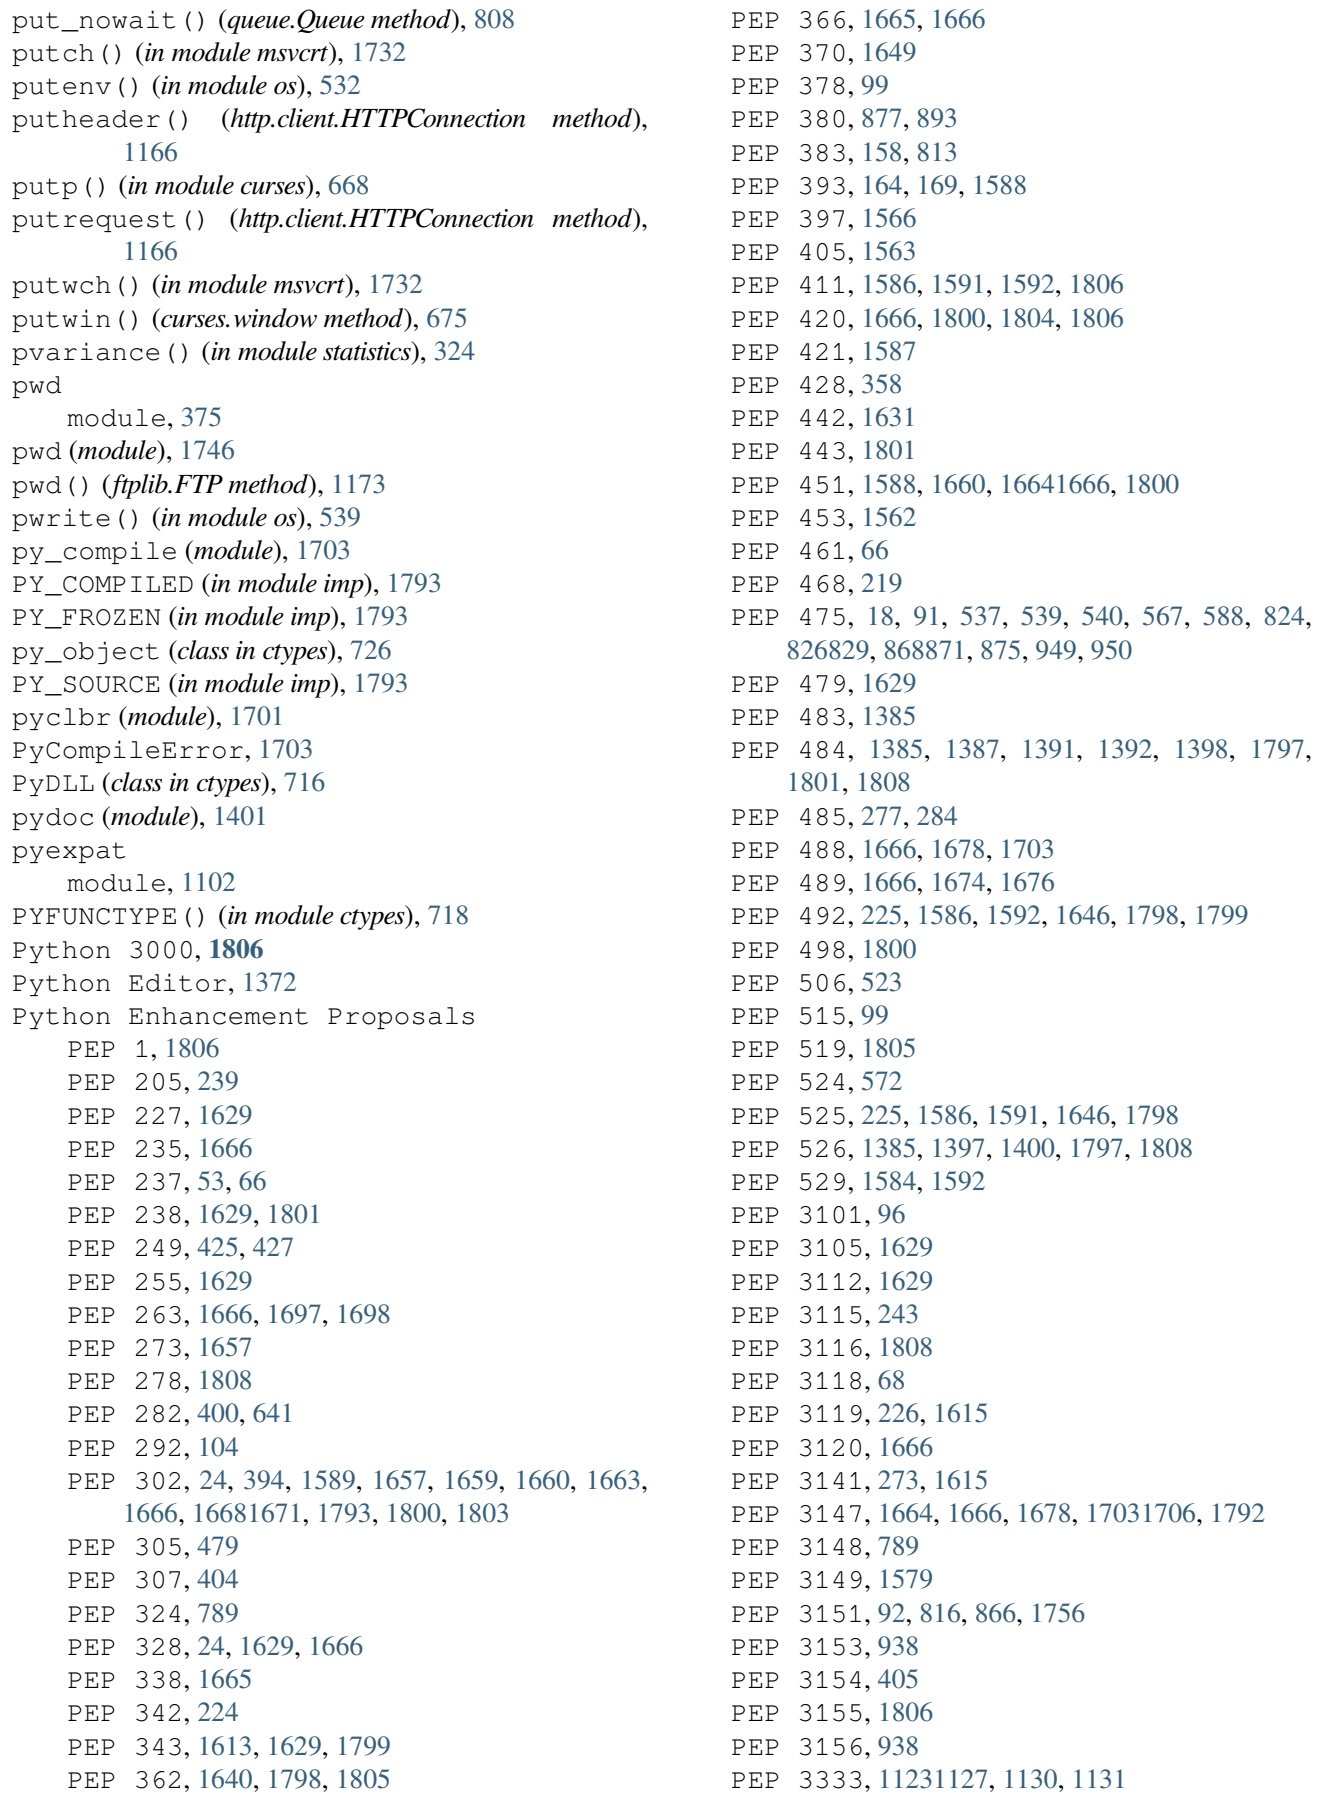 put_nowait() (queue.Queue method), 808
putch() (in module msvcrt), 1732
putenv() (in module os), 532
putheader() (http.client.HTTPConnection method),
1166
putp() (in module curses), 668
putrequest() (http.client.HTTPConnection method),
1166
putwch() (in module msvcrt), 1732
putwin() (curses.window method), 675
pvariance() (in module statistics), 324
pwd
module, 375
pwd (module), 1746
pwd() (ftplib.FTP method), 1173
pwrite() (in module os), 539
py_compile (module), 1703
PY_COMPILED (in module imp), 1793
PY_FROZEN (in module imp), 1793
py_object (class in ctypes), 726
PY_SOURCE (in module imp), 1793
pyclbr (module), 1701
PyCompileError, 1703
PyDLL (class in ctypes), 716
pydoc (module), 1401
pyexpat
module, 1102
PYFUNCTYPE() (in module ctypes), 718
Python 3000, 1806
Python Editor, 1372
Python Enhancement Proposals
PEP 1, 1806
PEP 205, 239
PEP 227, 1629
PEP 235, 1666
PEP 237, 53, 66
PEP 238, 1629, 1801
PEP 249, 425, 427
PEP 255, 1629
PEP 263, 1666, 1697, 1698
PEP 273, 1657
PEP 278, 1808
PEP 282, 400, 641
PEP 292, 104
PEP 302, 24, 394, 1589, 1657, 1659, 1660, 1663,
1666, 16681671, 1793, 1800, 1803
PEP 305, 479
PEP 307, 404
PEP 324, 789
PEP 328, 24, 1629, 1666
PEP 338, 1665
PEP 342, 224
PEP 343, 1613, 1629, 1799
PEP 362, 1640, 1798, 1805
PEP 366, 1665, 1666
PEP 370, 1649
PEP 378, 99
PEP 380, 877, 893
PEP 383, 158, 813
PEP 393, 164, 169, 1588
PEP 397, 1566
PEP 405, 1563
PEP 411, 1586, 1591, 1592, 1806
PEP 420, 1666, 1800, 1804, 1806
PEP 421, 1587
PEP 428, 358
PEP 442, 1631
PEP 443, 1801
PEP 451, 1588, 1660, 16641666, 1800
PEP 453, 1562
PEP 461, 66
PEP 468, 219
PEP 475, 18, 91, 537, 539, 540, 567, 588, 824,
826829, 868871, 875, 949, 950
PEP 479, 1629
PEP 483, 1385
PEP 484, 1385, 1387, 1391, 1392, 1398, 1797,
1801, 1808
PEP 485, 277, 284
PEP 488, 1666, 1678, 1703
PEP 489, 1666, 1674, 1676
PEP 492, 225, 1586, 1592, 1646, 1798, 1799
PEP 498, 1800
PEP 506, 523
PEP 515, 99
PEP 519, 1805
PEP 524, 572
PEP 525, 225, 1586, 1591, 1646, 1798
PEP 526, 1385, 1397, 1400, 1797, 1808
PEP 529, 1584, 1592
PEP 3101, 96
PEP 3105, 1629
PEP 3112, 1629
PEP 3115, 243
PEP 3116, 1808
PEP 3118, 68
PEP 3119, 226, 1615
PEP 3120, 1666
PEP 3141, 273, 1615
PEP 3147, 1664, 1666, 1678, 17031706, 1792
PEP 3148, 789
PEP 3149, 1579
PEP 3151, 92, 816, 866, 1756
PEP 3153, 938
PEP 3154, 405
PEP 3155, 1806
PEP 3156, 938
PEP 3333, 11231127, 1130, 1131